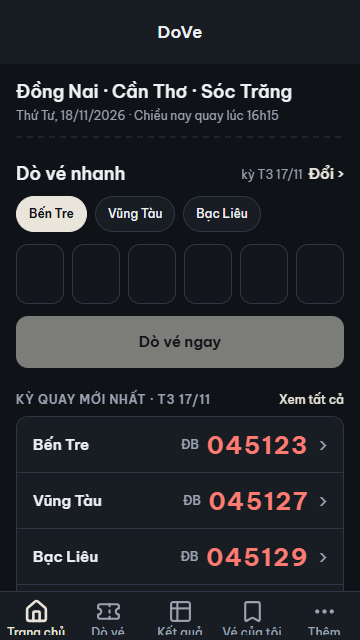 DoVe
Đồng Nai · Cần Thơ · Sóc Trăng
Thứ Tư, 18/11/2026 · Chiều nay quay lúc 16h15
Dò vé nhanh
kỳ T3 17/11 Đổi ›
Bến Tre
Vũng Tàu
Bạc Liêu
Dò vé ngay
KỲ QUAY MỚI NHẤT · T3 17/11
Xem tất cả
Bến Tre ĐB 045123 ›
Vũng Tàu ĐB 045127 ›
Bạc Liêu ĐB 045129 ›
Trang chủ
Dò vé
Kết quả
Vé của tôi
Thêm